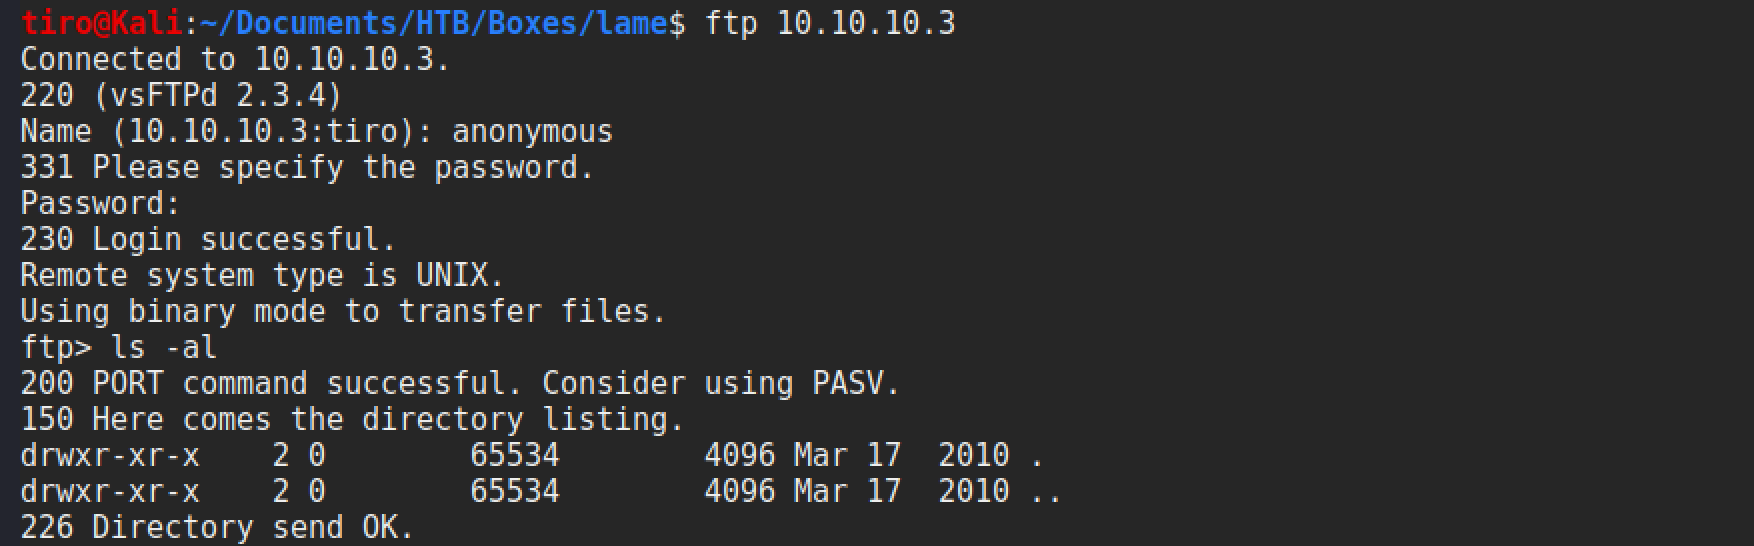 tiro@Kali:~/Documents/HTB/Boxes/lame$ ftp 10.10.10.3
Connected to 10.10.10.3.
220 (vsFTPd 2.3.4)
Name (10.10.10.3:tiro): anonymous
331 Please specify the password.
Password:
230 Login successful.
Remote system type is UNIX.
Using binary mode to transfer files.
ftp> ls -al
200 PORT command successful. Consider using PASV.
150 Here comes the directory listing.
drwxr-xr-x    2 0        65534        4096 Mar 17  2010 .
drwxr-xr-x    2 0        65534        4096 Mar 17  2010 ..
226 Directory send OK.